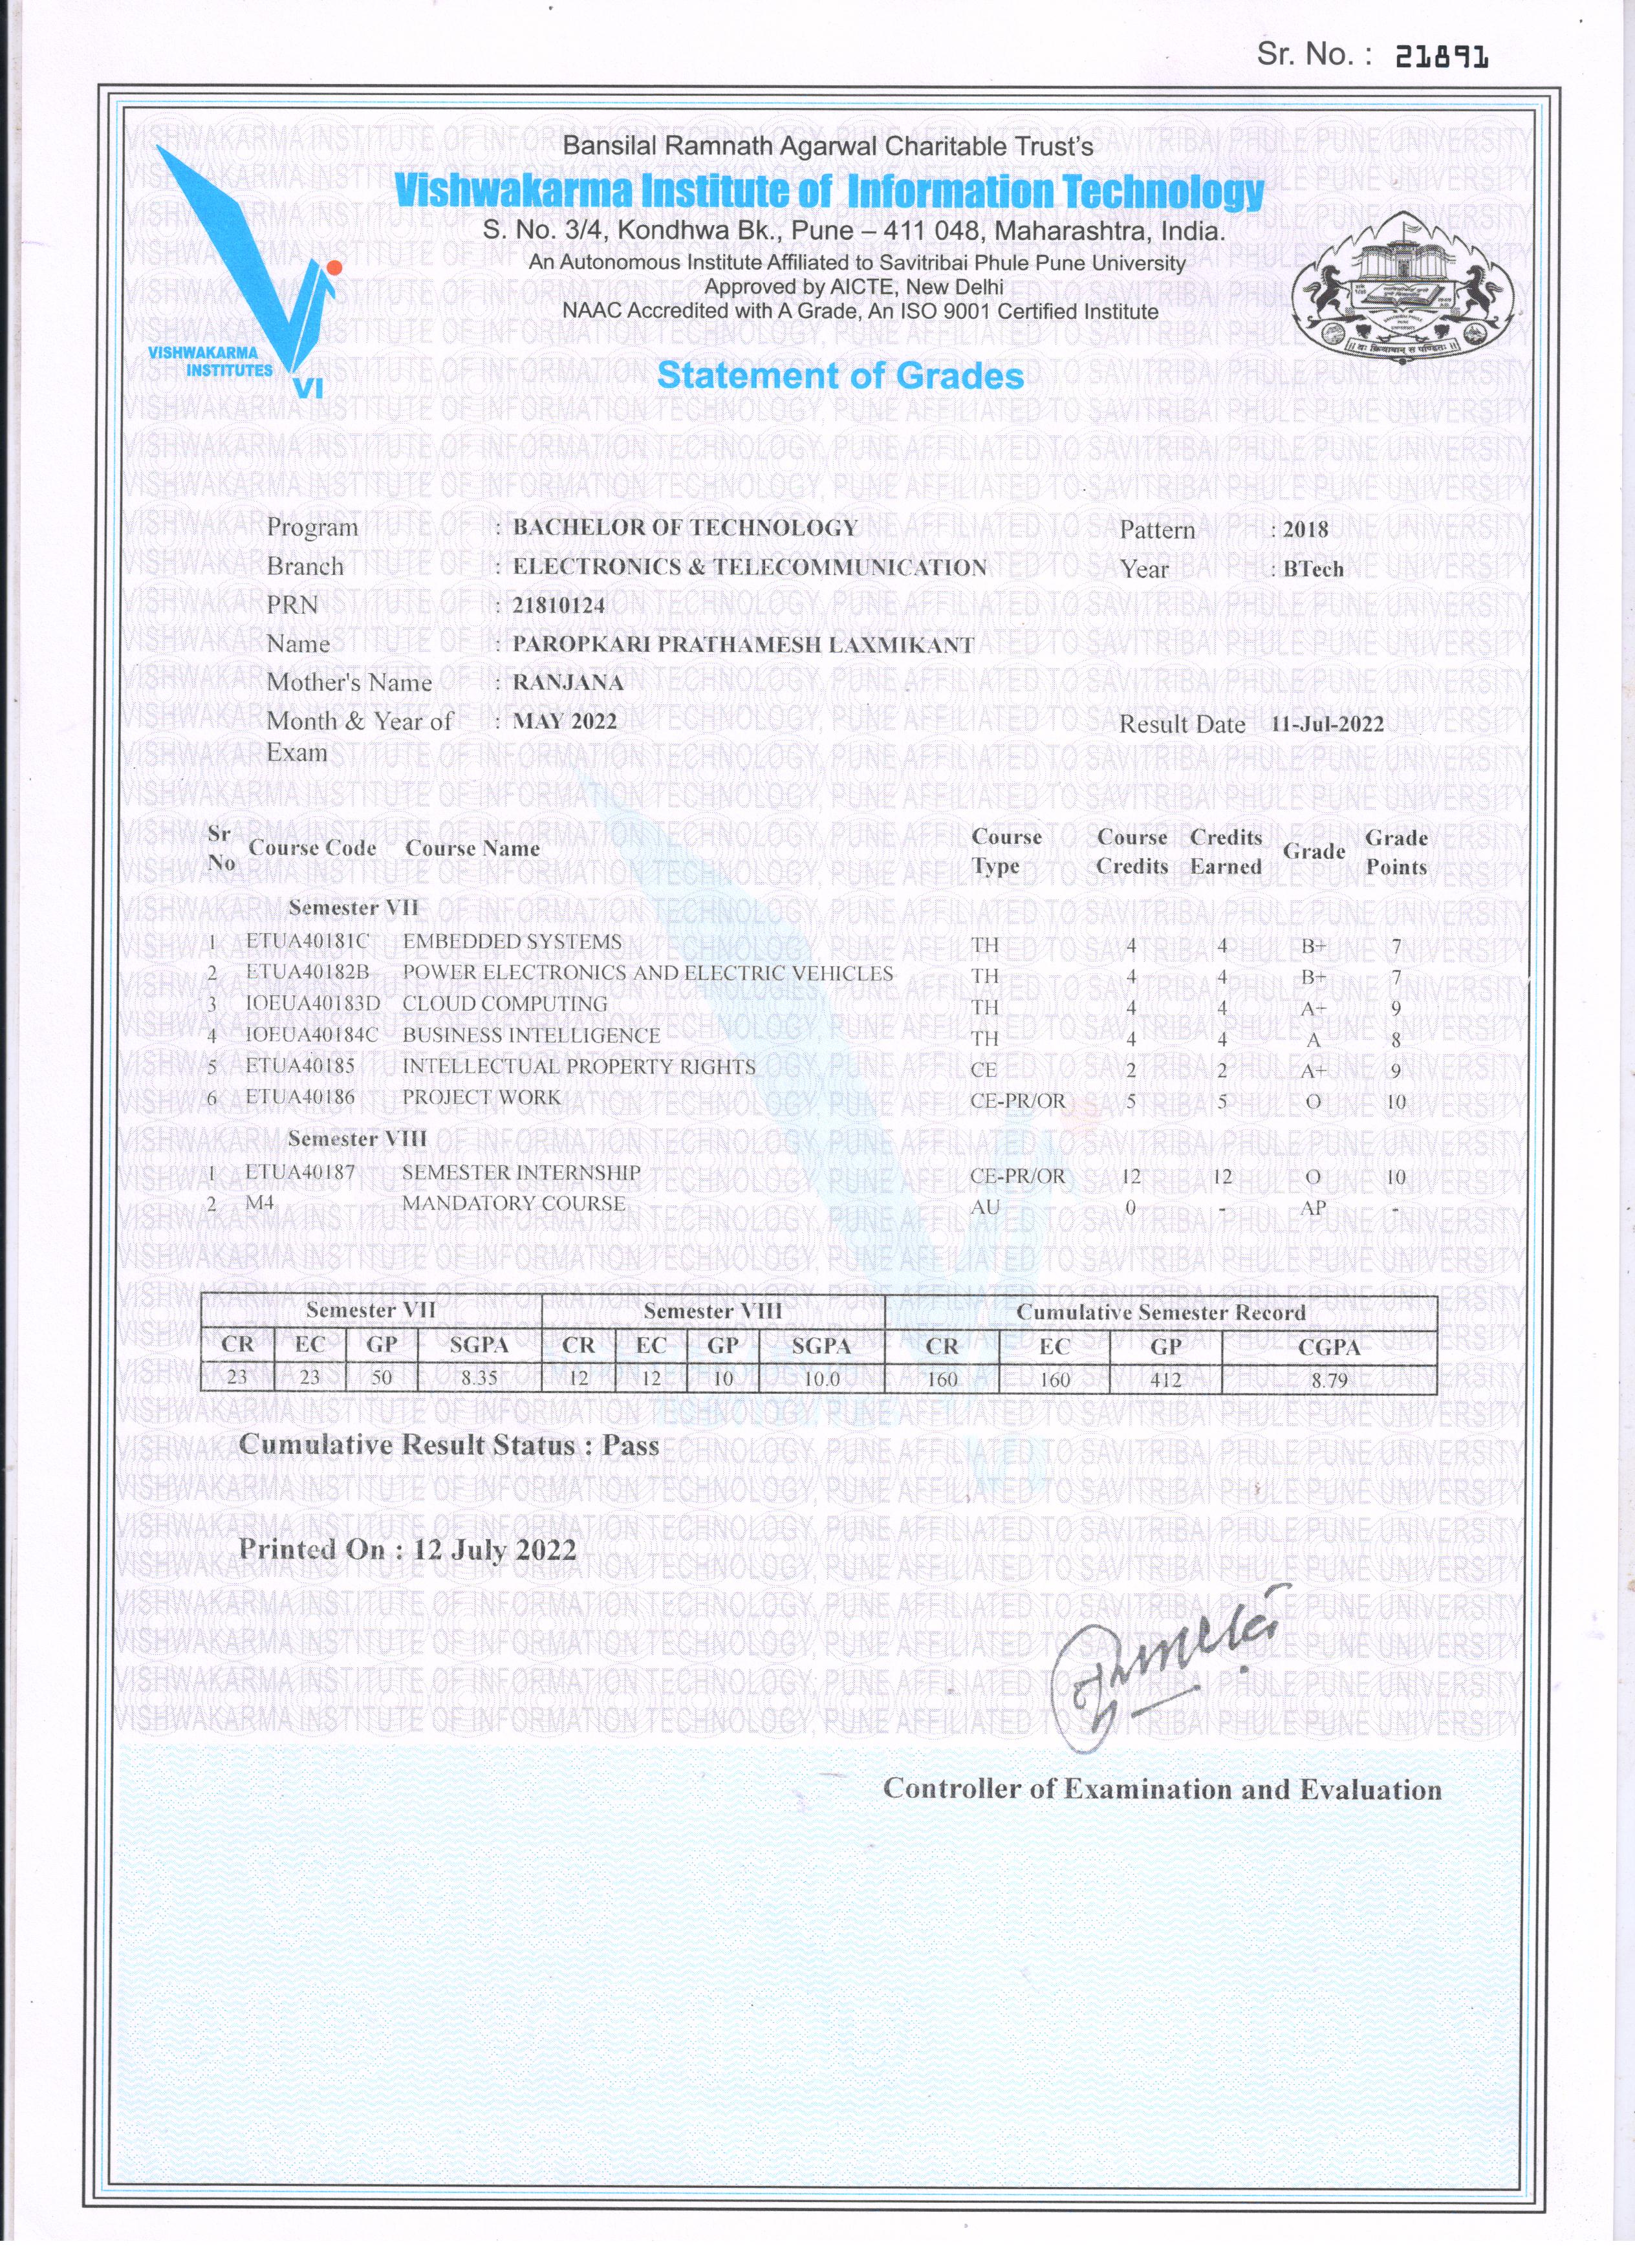 Sr. No. : 21891
Bansilal Ramnath Agarwal Charitable Trust's
Vishwakarma Institute of Information Technology
S. No. 3/4, Kondhwa Bk., Pune – 411 048, Maharashtra, India.
An Autonomous Institute Affiliated to Savitribai Phule Pune University
Approved by AICTE, New Delhi
NAAC Accredited with A Grade, An ISO 9001 Certified Institute
VISHWAKARMA
INSTITUTES
VI
Statement of Grades
Program : BACHELOR OF TECHNOLOGY Pattern : 2018
Branch : ELECTRONICS & TELECOMMUNICATION Year : BTech
PRN : 21810124
Name : PAROPKARI PRATHAMESH LAXMIKANT
Mother's Name : RANJANA
Month & Year of : MAY 2022 Result Date 11-Jul-2022
Exam
Sr No Course Code Course Name Course Type Course Credits Credits Earned Grade Grade Points
Semester VII
1 ETUA40181C EMBEDDED SYSTEMS TH 4 4 B+ 7
2 ETUA40182B POWER ELECTRONICS AND ELECTRIC VEHICLES TH 4 4 B+ 7
3 IOEUA40183D CLOUD COMPUTING TH 4 4 A+ 9
4 IOEUA40184C BUSINESS INTELLIGENCE TH 4 4 A 8
5 ETUA40185 INTELLECTUAL PROPERTY RIGHTS CE 2 2 A+ 9
6 ETUA40186 PROJECT WORK CE-PR/OR 5 5 O 10
Semester VIII
1 ETUA40187 SEMESTER INTERNSHIP CE-PR/OR 12 12 O 10
2 M4 MANDATORY COURSE AU 0 - AP -
Semester VII Semester VIII Cumulative Semester Record
CR EC GP SGPA CR EC GP SGPA CR EC GP CGPA
23 23 50 8.35 12 12 10 10.0 160 160 412 8.79
Cumulative Result Status : Pass
Printed On : 12 July 2022
Controller of Examination and Evaluation